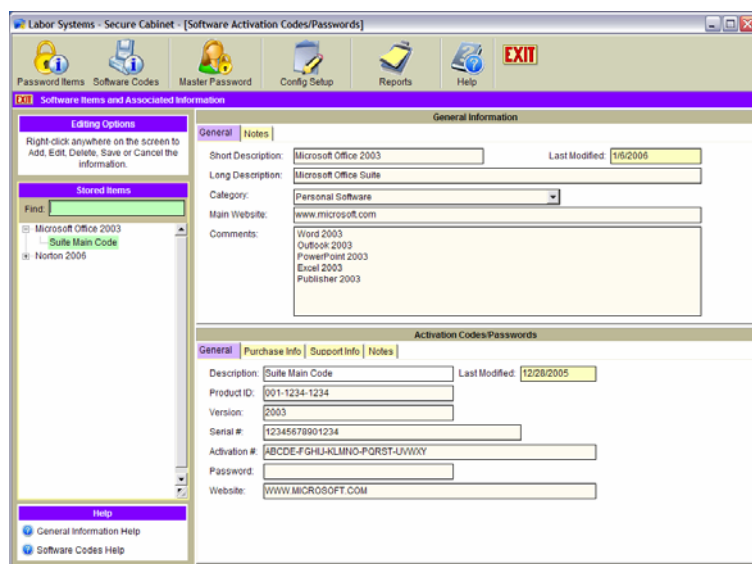 Labor Systems - Secure Cabinet - [Software Activation Codes/Passwords]
Password Items Software Codes Master Password Config Setup Reports Help EXIT
EXIT Software Items and Associated Information
Editing Options
Right-click anywhere on the screen to
Add, Edit, Delete, Save or Cancel the
information.
Stored Items
Find:
Microsoft Office 2003
Suite Main Code
Norton 2006
Help
General Information Help
Software Codes Help
General Information
General Notes
Short Description: Microsoft Office 2003 Last Modified: 1/6/2006
Long Description: Microsoft Office Suite
Category: Personal Software
Main Website: www.microsoft.com
Comments: Word 2003
Outlook 2003
PowerPoint 2003
Excel 2003
Publisher 2003
Activation Codes/Passwords
General Purchase Info Support Info Notes
Description: Suite Main Code Last Modified: 12/28/2005
Product ID: 001-1234-1234
Version: 2003
Serial #: 12345678901234
Activation #: ABCDE-FGHIJ-KLMNO-PQRST-UVWXY
Password:
Website: WWW.MICROSOFT.COM